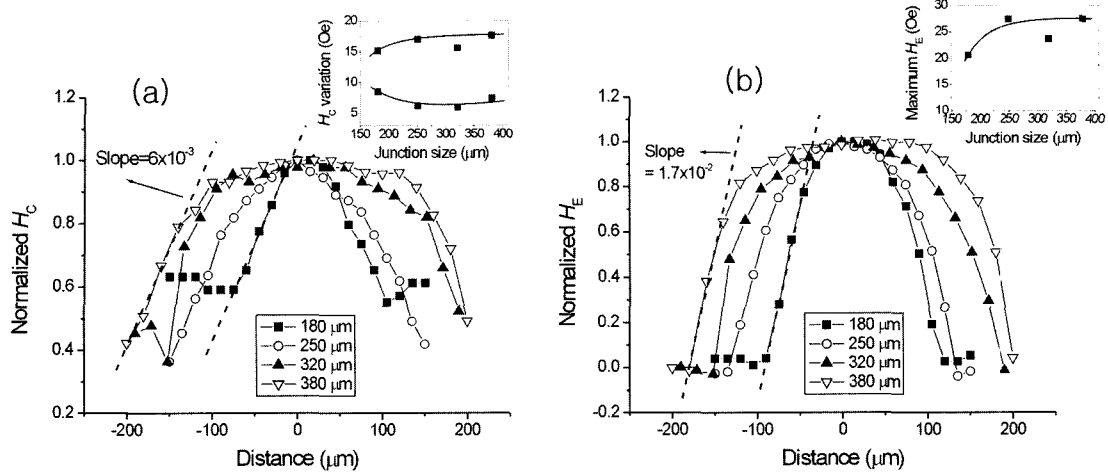 (a)
H_C variation (Oe)
20
15
10
5
150 200 250 300 350 400
Junction size (μm)
Slope=6x10⁻³
Normalized H_C
1.2
1.0
0.8
0.6
0.4
0.2
-200 -100 0 100 200
Distance (μm)
180 μm
250 μm
320 μm
380 μm
(b)
Maximum H_E (Oe)
30
25
20
15
10
150 200 250 300 350 400
Junction size (μm)
Slope
= 1.7x10⁻²
Normalized H_E
1.2
1.0
0.8
0.6
0.4
0.2
0.0
-0.2
-200 -100 0 100 200
Distance (μm)
180 μm
250 μm
320 μm
380 μm